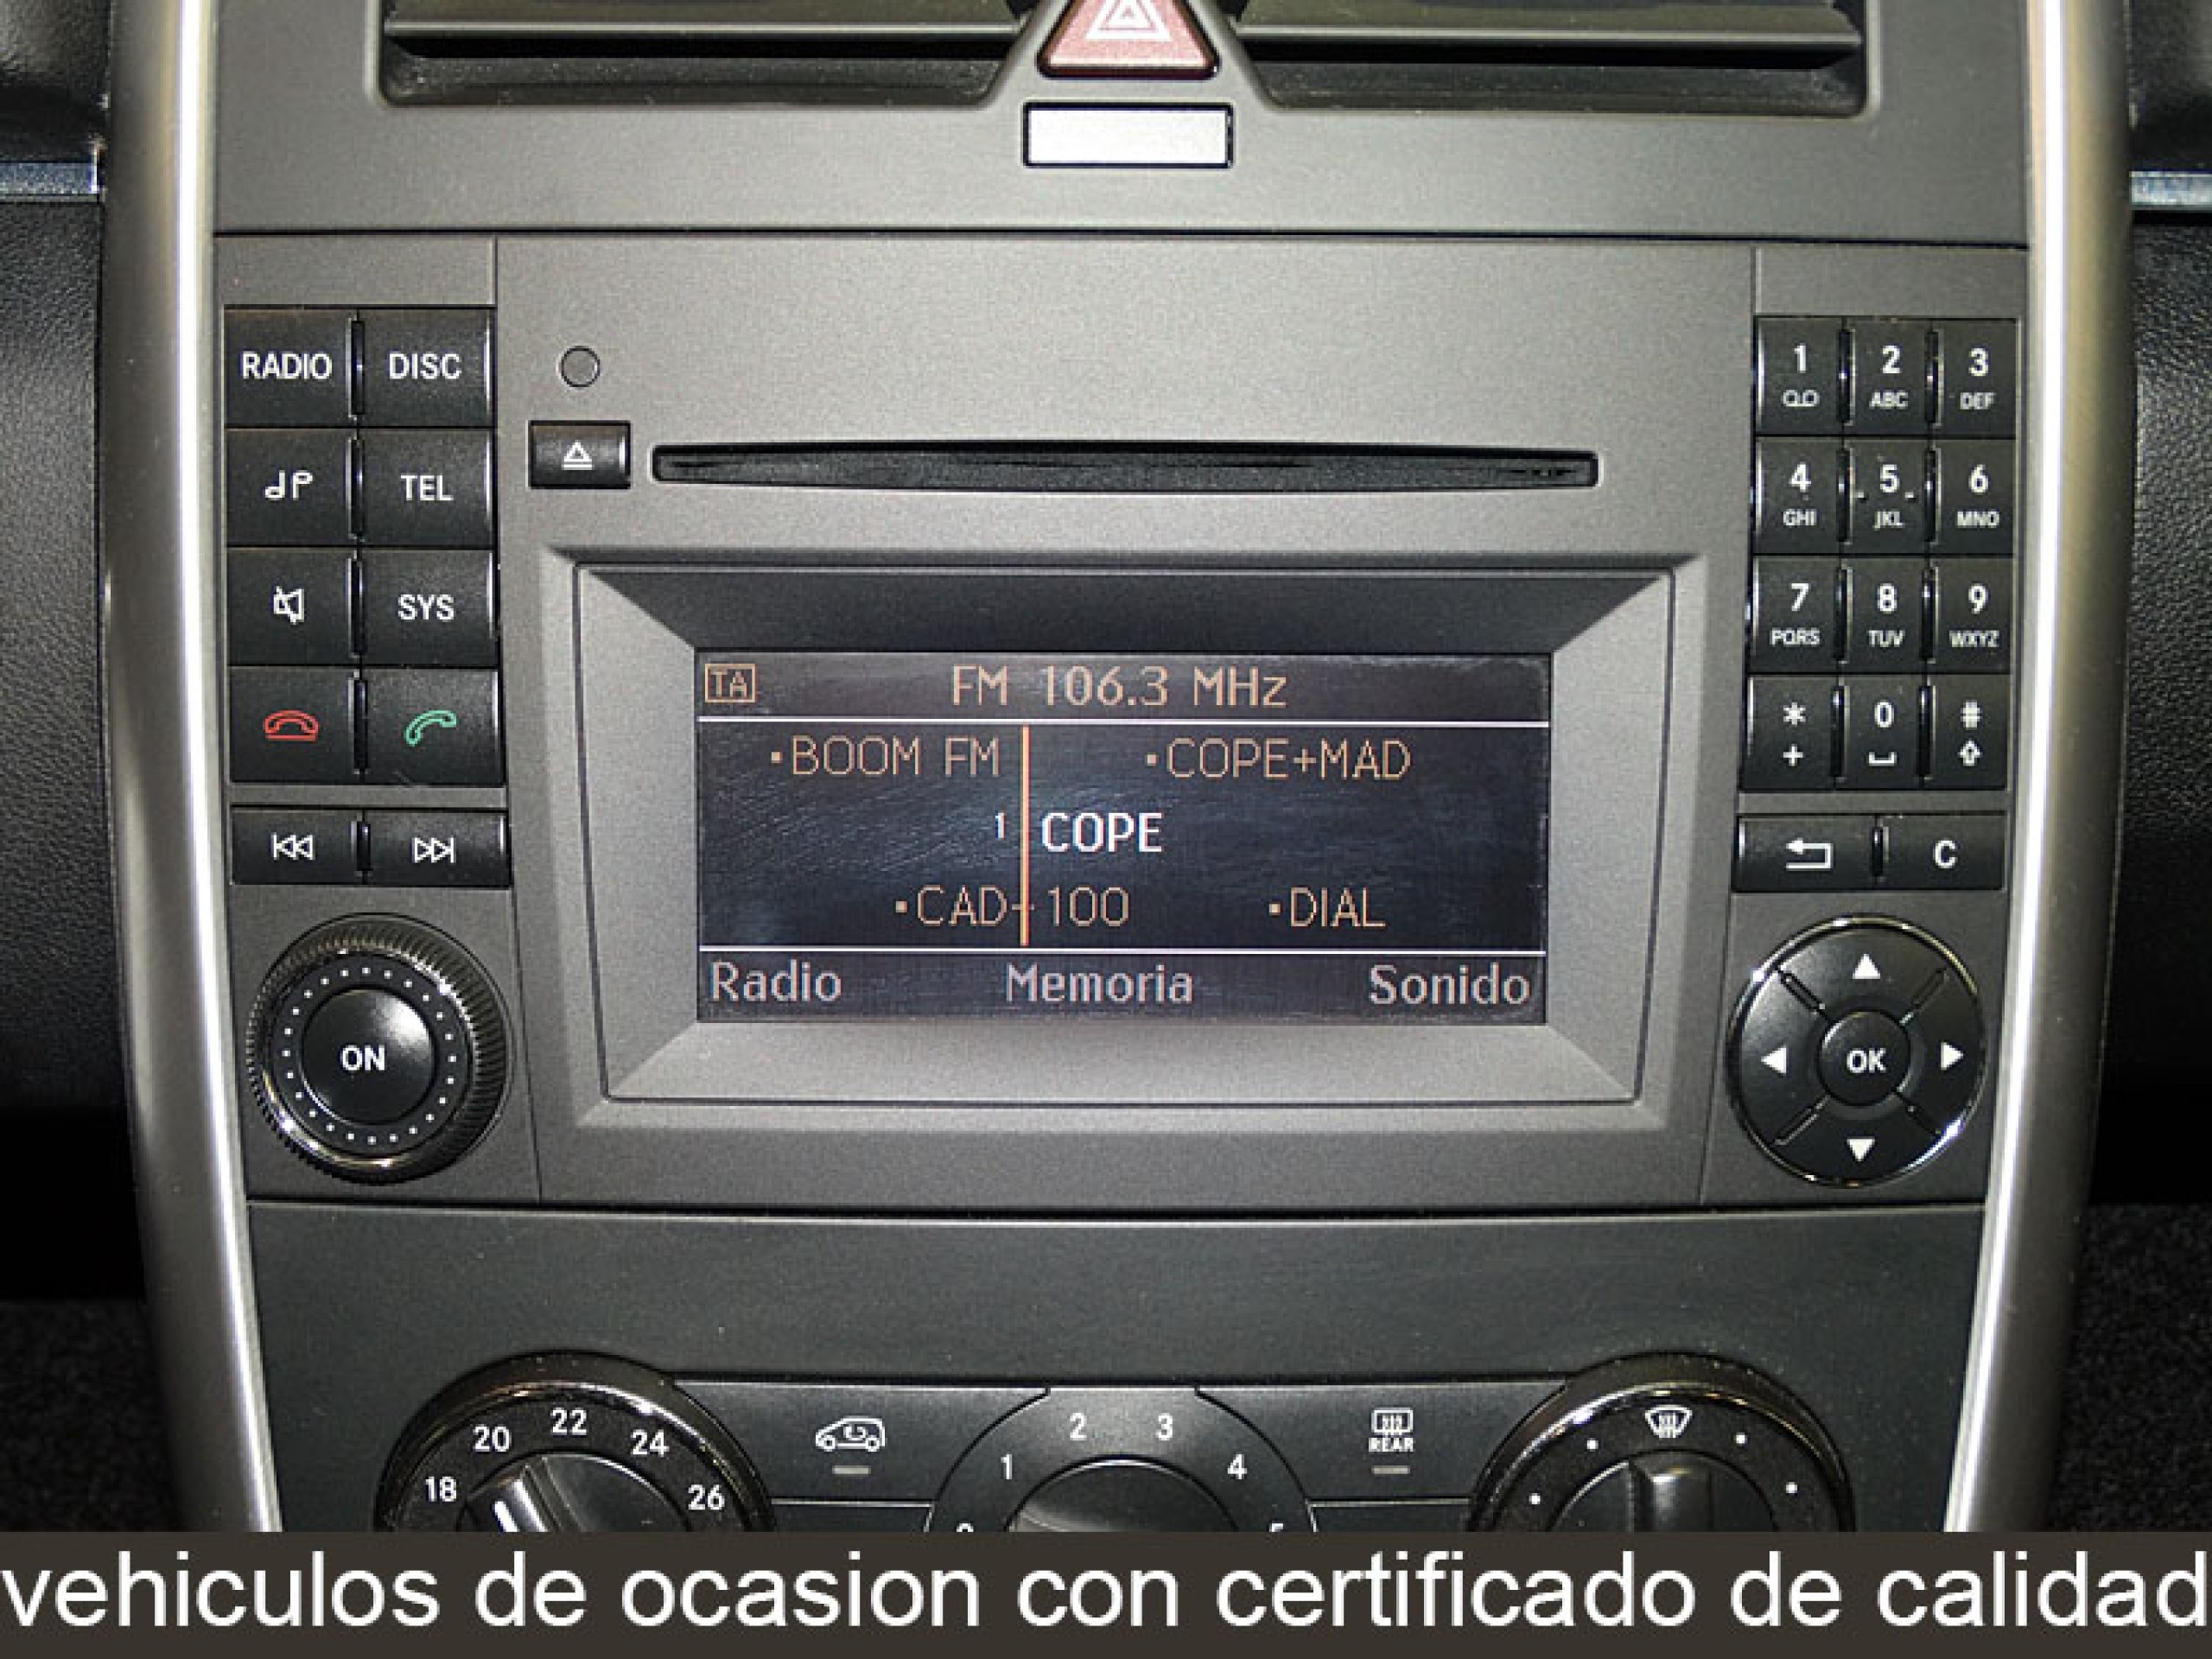 RADIO DISC
TEL
SYS
ON
TA FM 106.3 MHz
BOOM FM COPE+MAD
1 COPE
CAD-100 DIAL
Radio Memoria Sonido
1 2 3
ABC DEF
4 5 6
GHI JKL MNO
7 8 9
PQRS TUV WXYZ
* 0 #
+
C
OK
18 20 22 24 26
1 2 3 4
REAR
vehiculos de ocasion con certificado de calidad